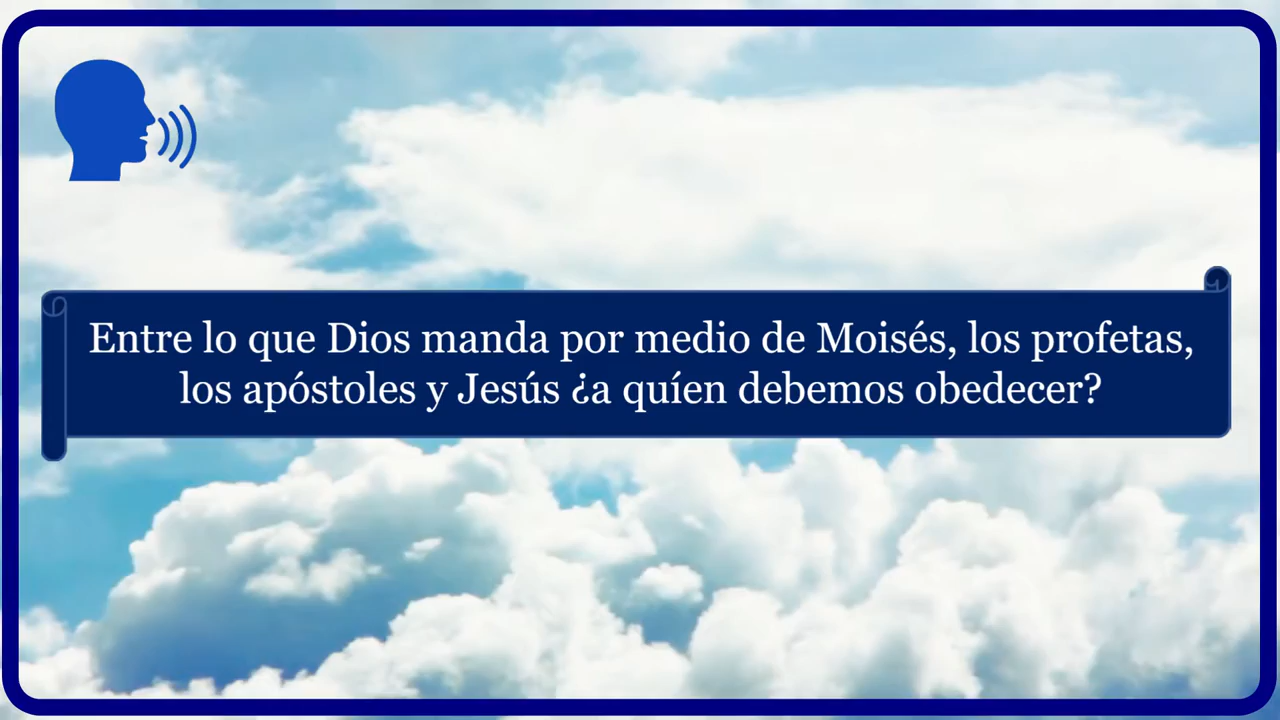 Entre lo que Dios manda por medio de Moisés, los profetas,
los apóstoles y Jesús ¿a quíen debemos obedecer?